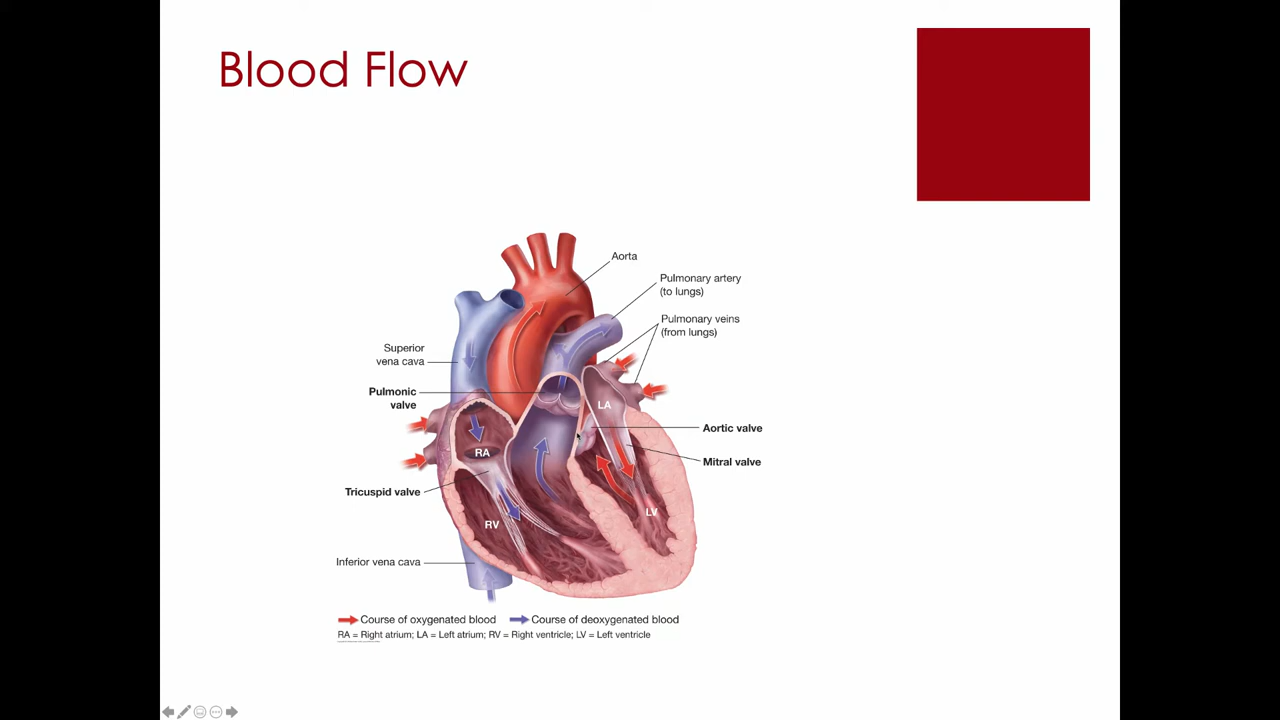 Blood Flow
Aorta
Pulmonary artery
(to lungs)
Pulmonary veins
(from lungs)
Superior
vena cava
Pulmonic
valve
LA
Aortic valve
RA
Mitral valve
Tricuspid valve
LV
RV
Inferior vena cava
Course of oxygenated blood
Course of deoxygenated blood
RA = Right atrium; LA = Left atrium; RV = Right ventricle; LV = Left ventricle